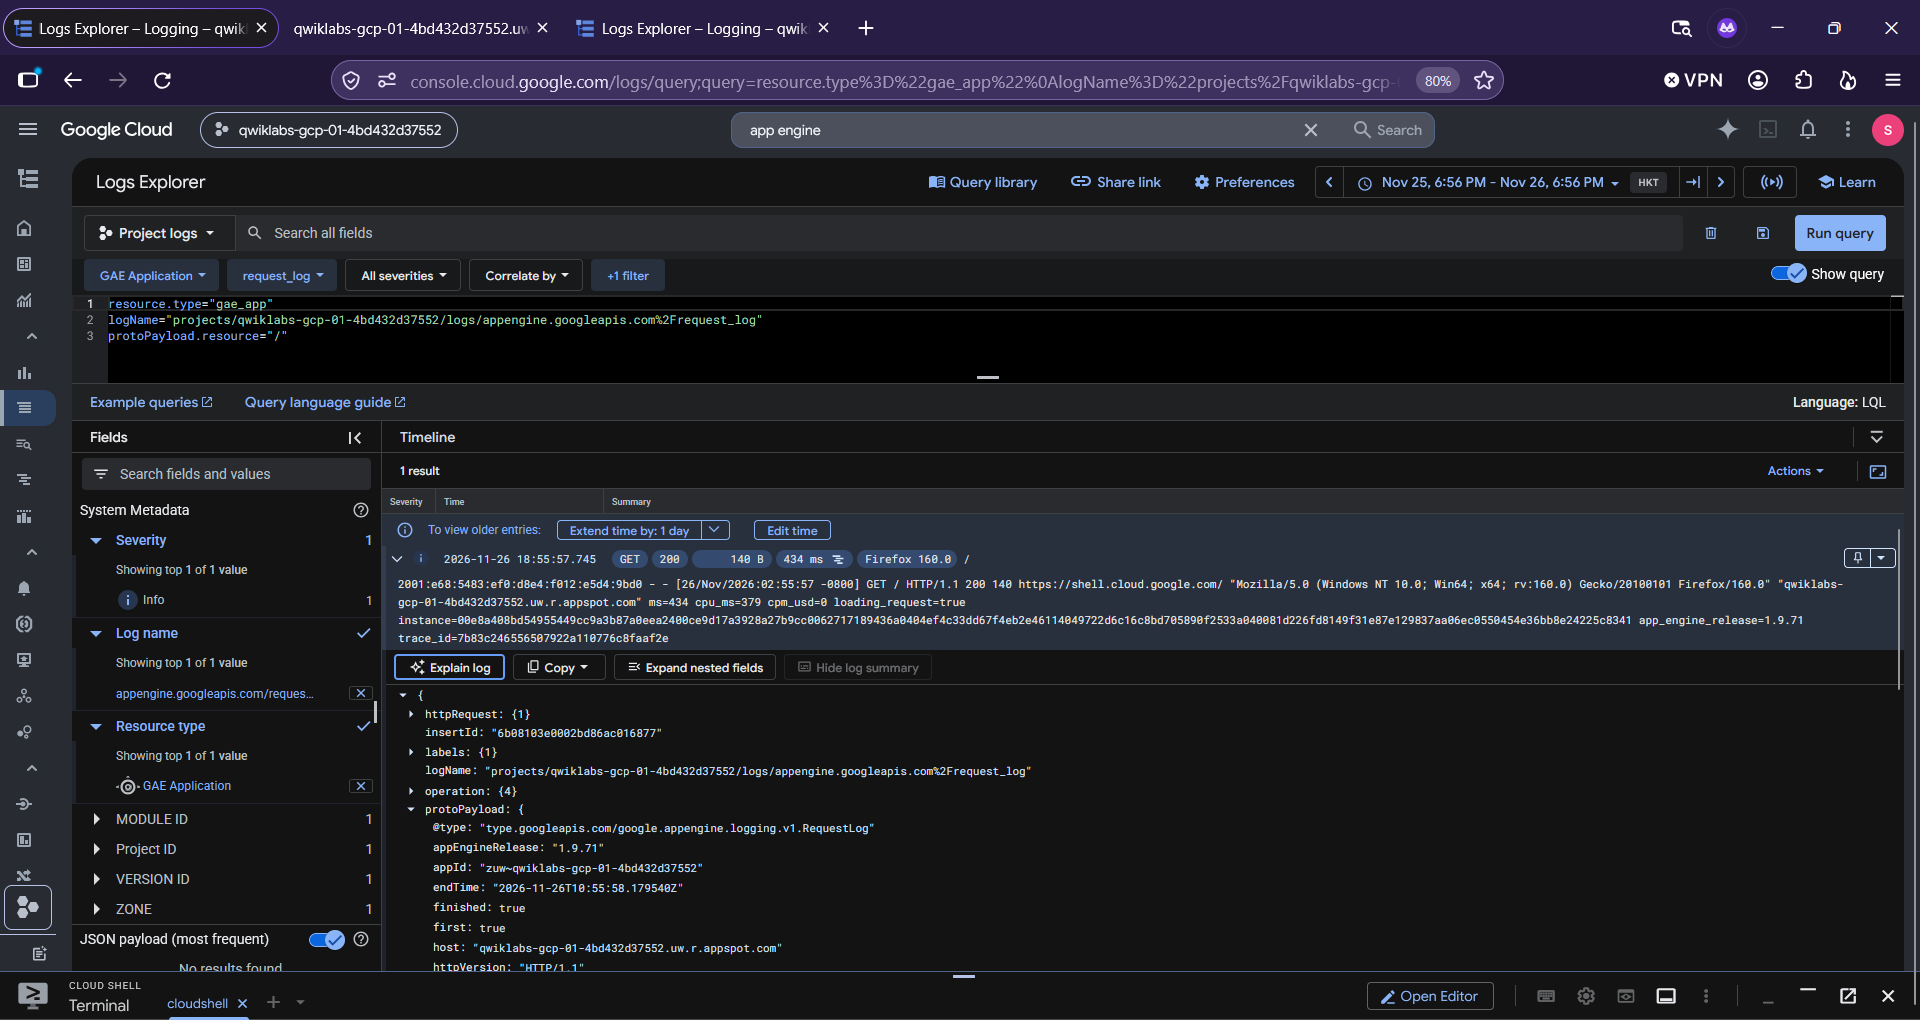 Logs Explorer – Logging – qwik
qwiklabs-gcp-01-4bd432d37552.uw
Logs Explorer – Logging – qwik
console.cloud.google.com/logs/query;query=resource.type%3D%22gae_app%22%0AlogName%3D%22projects%2Fqwiklabs-gcp-
80%
VPN
Google Cloud
qwiklabs-gcp-01-4bd432d37552
app engine
Search
S
Logs Explorer
Query library
Share link
Preferences
Nov 25, 6:56 PM - Nov 26, 6:56 PM
HKT
Learn
Project logs
Search all fields
Run query
GAE Application
request_log
All severities
Correlate by
+1 filter
Show query
1 resource.type="gae_app"
2 logName="projects/qwiklabs-gcp-01-4bd432d37552/logs/appengine.googleapis.com%2Frequest_log"
3 protoPayload.resource="/"
Example queries
Query language guide
Language: LQL
Fields
Search fields and values
System Metadata
Severity 1
Showing top 1 of 1 value
i Info 1
Log name
Showing top 1 of 1 value
appengine.googleapis.com/reques...
Resource type
Showing top 1 of 1 value
GAE Application
MODULE ID 1
Project ID 1
VERSION ID 1
ZONE 1
JSON payload (most frequent)
No results found
Timeline
1 result
Actions
Severity Time Summary
To view older entries: Extend time by: 1 day Edit time
2026-11-26 18:55:57.745 GET 200 140 B 434 ms Firefox 160.0 /
2001:e68:5483:ef0:d8e4:f012:e5d4:9bd0 - - [26/Nov/2026:02:55:57 -0800] GET / HTTP/1.1 200 140 https://shell.cloud.google.com/ "Mozilla/5.0 (Windows NT 10.0; Win64; x64; rv:160.0) Gecko/20100101 Firefox/160.0" "qwiklabs-
gcp-01-4bd432d37552.uw.r.appspot.com" ms=434 cpu_ms=379 cpm_usd=0 loading_request=true
instance=00e8a408bd54955449cc9a3b87a0eea2400ce9d17a3928a27b9cc0062717189436a0404ef4c33dd67f4eb2e46114049722d6c16c8bd705890f2533a040081d226fd8149f31e87e129837aa06ec0550454e36bb8e24225c8341 app_engine_release=1.9.71
trace_id=7b83c246556507922a110776c8faaf2e
Explain log
Copy
Expand nested fields
Hide log summary
{
httpRequest: {1}
insertId: "6b08103e0002bd86ac016877"
labels: {1}
logName: "projects/qwiklabs-gcp-01-4bd432d37552/logs/appengine.googleapis.com%2Frequest_log"
operation: {4}
protoPayload: {
@type: "type.googleapis.com/google.appengine.logging.v1.RequestLog"
appEngineRelease: "1.9.71"
appId: "zuw~qwiklabs-gcp-01-4bd432d37552"
endTime: "2026-11-26T10:55:58.179540Z"
finished: true
first: true
host: "qwiklabs-gcp-01-4bd432d37552.uw.r.appspot.com"
httpVersion: "HTTP/1.1"
CLOUD SHELL
Terminal
cloudshell
Open Editor